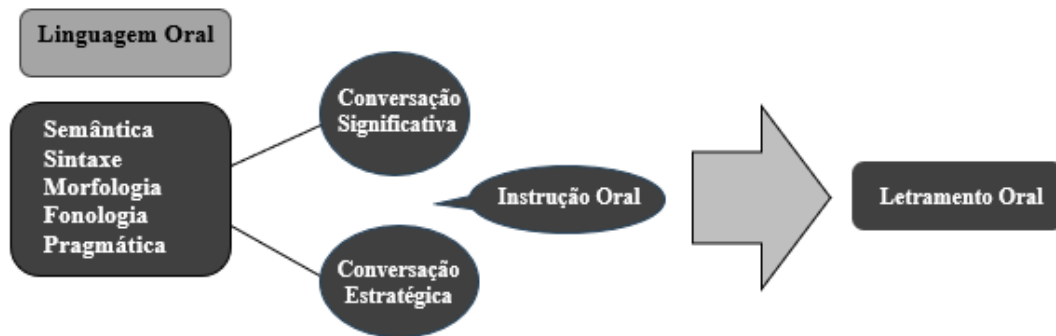 Linguagem Oral
Semântica
Sintaxe
Morfologia
Fonologia
Pragmática
Conversação
Significativa
Instrução Oral
Conversação
Estratégica
Letramento Oral